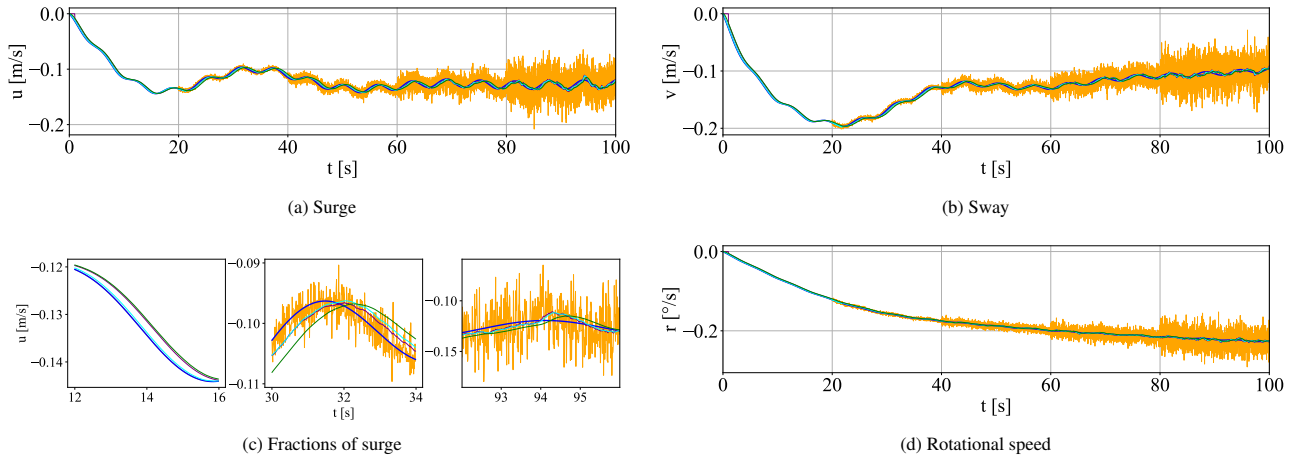 0.0
−0.1
−0.2
u [m/s]
0 20 40 60 80 100
t [s]
(a) Surge
0.0
−0.1
−0.2
v [m/s]
0 20 40 60 80 100
t [s]
(b) Sway
−0.12
−0.13
−0.14
u [m/s]
12 14 16
−0.09
−0.10
−0.11
30 32 34
t [s]
−0.10
−0.15
93 94 95
(c) Fractions of surge
0.0
−0.2
r [°/s]
0 20 40 60 80 100
t [s]
(d) Rotational speed